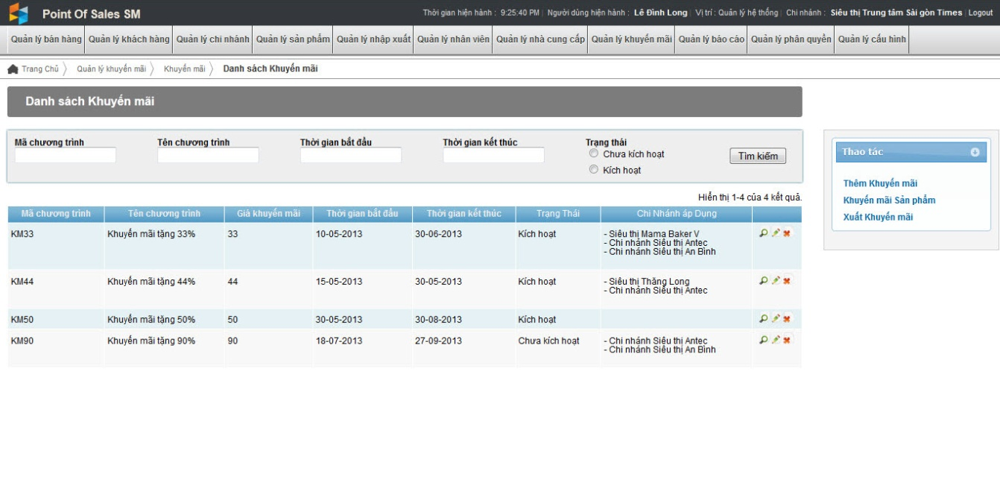 Point Of Sales SM
Thời gian hiện hành : 9:25:40 PM | Người dùng hiện hành : Lê Đình Long | Vị trí : Quản lý hệ thống | Chi nhánh : Siêu thị Trung tâm Sài gòn Times | Logout
Quản lý bán hàng Quản lý khách hàng Quản lý chi nhánh Quản lý sản phẩm Quản lý nhập xuất Quản lý nhân viên Quản lý nhà cung cấp Quản lý khuyến mãi Quản lý báo cáo Quản lý phân quyền Quản lý cấu hình
Trang Chủ Quản lý khuyến mãi Khuyến mãi Danh sách Khuyến mãi
Danh sách Khuyến mãi
Mã chương trình Tên chương trình Thời gian bắt đầu Thời gian kết thúc Trạng thái
Chưa kích hoạt
Kích hoạt
Tìm kiếm
Thao tác
Thêm Khuyến mãi
Khuyến mãi Sản phẩm
Xuất Khuyến mãi
Hiển thị 1-4 của 4 kết quả.
Mã chương trình Tên chương trình Giá khuyến mãi Thời gian bắt đầu Thời gian kết thúc Trạng Thái Chi Nhánh áp Dụng
KM33 Khuyến mãi tặng 33% 33 10-05-2013 30-06-2013 Kích hoạt - Siêu thị Mama Baker V
- Chi nhánh Siêu thị Antec
- Chi nhánh Siêu thị An Bình
KM44 Khuyến mãi tặng 44% 44 15-05-2013 30-05-2013 Kích hoạt - Siêu thị Thăng Long
- Chi nhánh Siêu thị Antec
KM50 Khuyến mãi tặng 50% 50 30-05-2013 30-08-2013 Kích hoạt
KM90 Khuyến mãi tặng 90% 90 18-07-2013 27-09-2013 Chưa kích hoạt - Chi nhánh Siêu thị Antec
- Chi nhánh Siêu thị An Bình